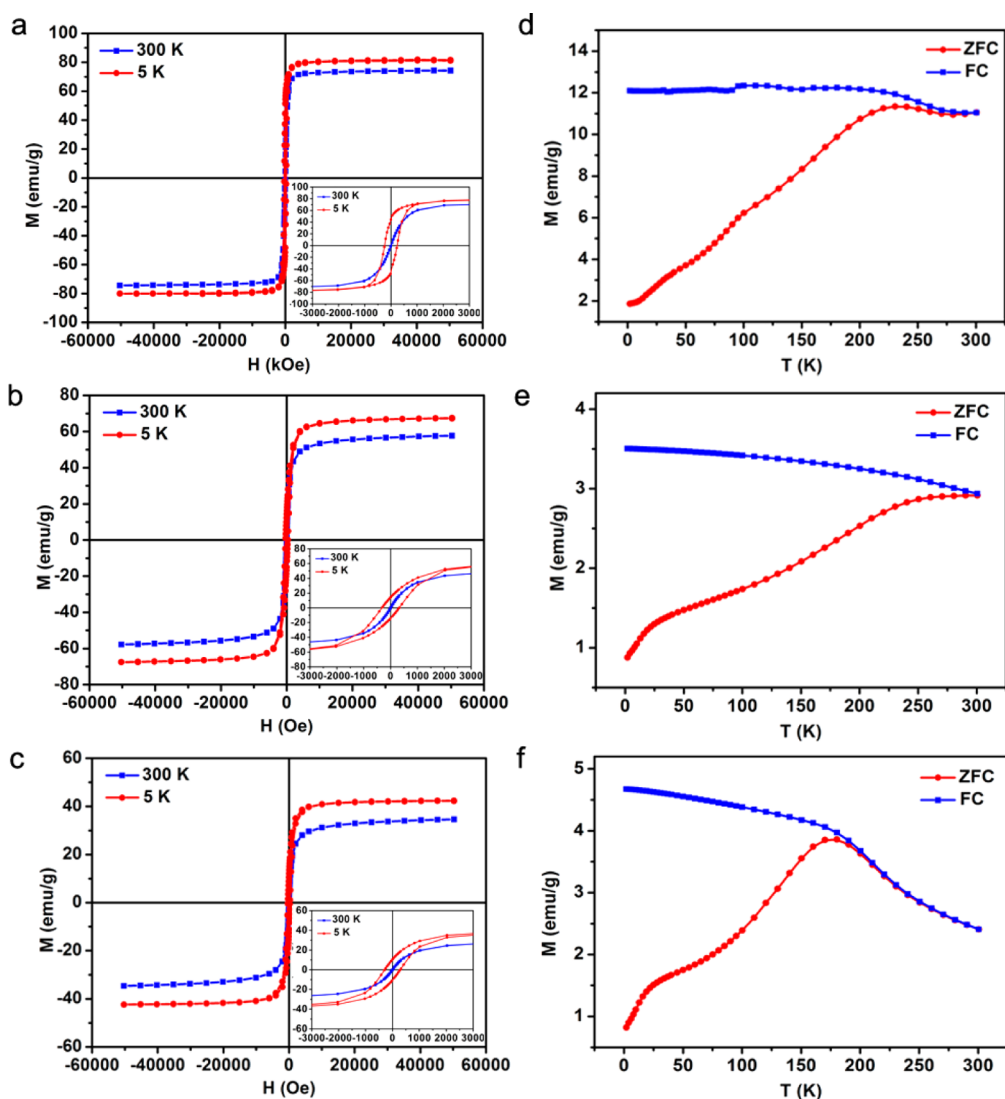 a
300 K
5 K
M (emu/g)
100
80
60
40
20
0
-20
-40
-60
-80
-100
-60000 -40000 -20000 0 20000 40000 60000
H (kOe)
300 K
5 K
100
80
60
40
20
0
-20
-40
-60
-80
-100
-3000 -2000 -1000 0 1000 2000 3000
d
ZFC
FC
M (emu/g)
14
12
10
8
6
4
2
0 50 100 150 200 250 300
T (K)
b
300 K
5 K
M (emu/g)
80
60
40
20
0
-20
-40
-60
-80
-60000 -40000 -20000 0 20000 40000 60000
H (Oe)
300 K
5 K
80
60
40
20
0
-20
-40
-60
-80
-3000 -2000 -1000 0 1000 2000 3000
e
ZFC
FC
M (emu/g)
4
3
2
1
0 50 100 150 200 250 300
T (K)
c
300 K
5 K
M (emu/g)
60
40
20
0
-20
-40
-60
-60000 -40000 -20000 0 20000 40000 60000
H (Oe)
300 K
5 K
60
40
20
0
-20
-40
-60
-3000 -2000 -1000 0 1000 2000 3000
f
ZFC
FC
M (emu/g)
5
4
3
2
1
0 50 100 150 200 250 300
T (K)